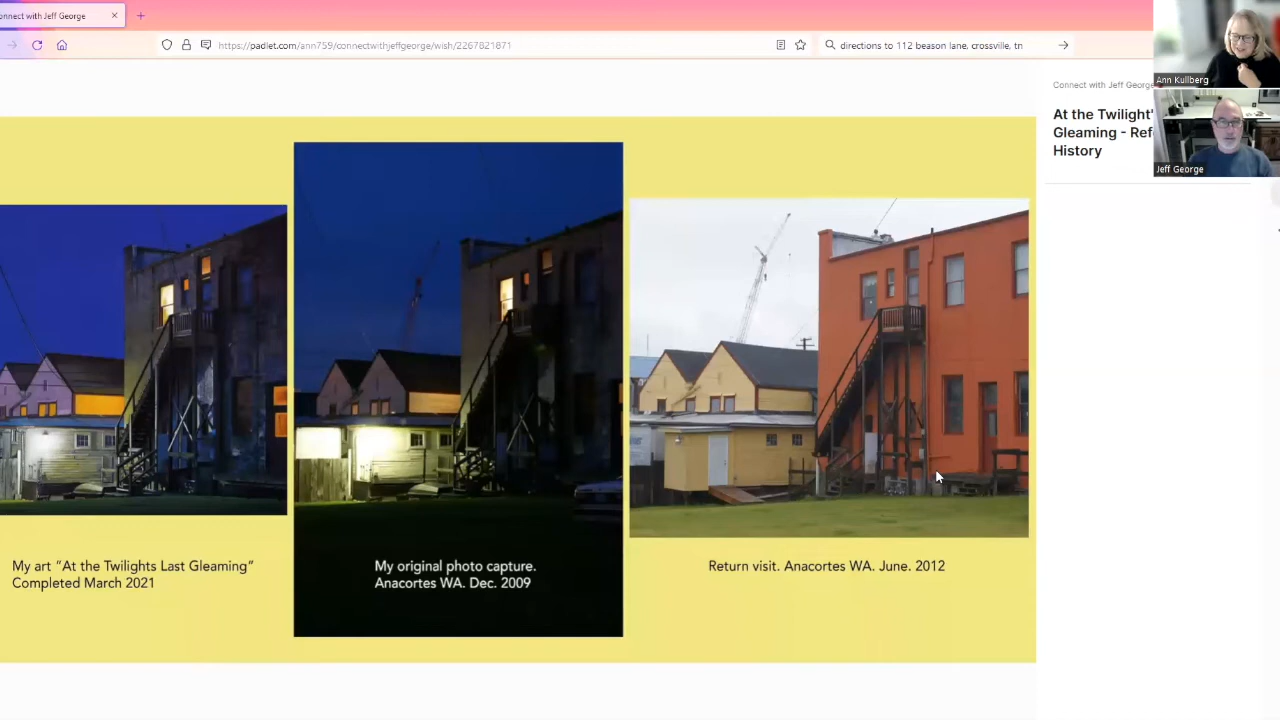 onnect with Jeff George
https://padlet.com/ann759/connectwithjeffgeorge/wish/2267821871
directions to 112 beason lane, crossville, tn
Ann Kullberg
Jeff George
Connect with Jeff George
At the Twilight'
Gleaming - Ref
History
My art “At the Twilights Last Gleaming”
Completed March 2021
My original photo capture.
Anacortes WA. Dec. 2009
Return visit. Anacortes WA. June. 2012